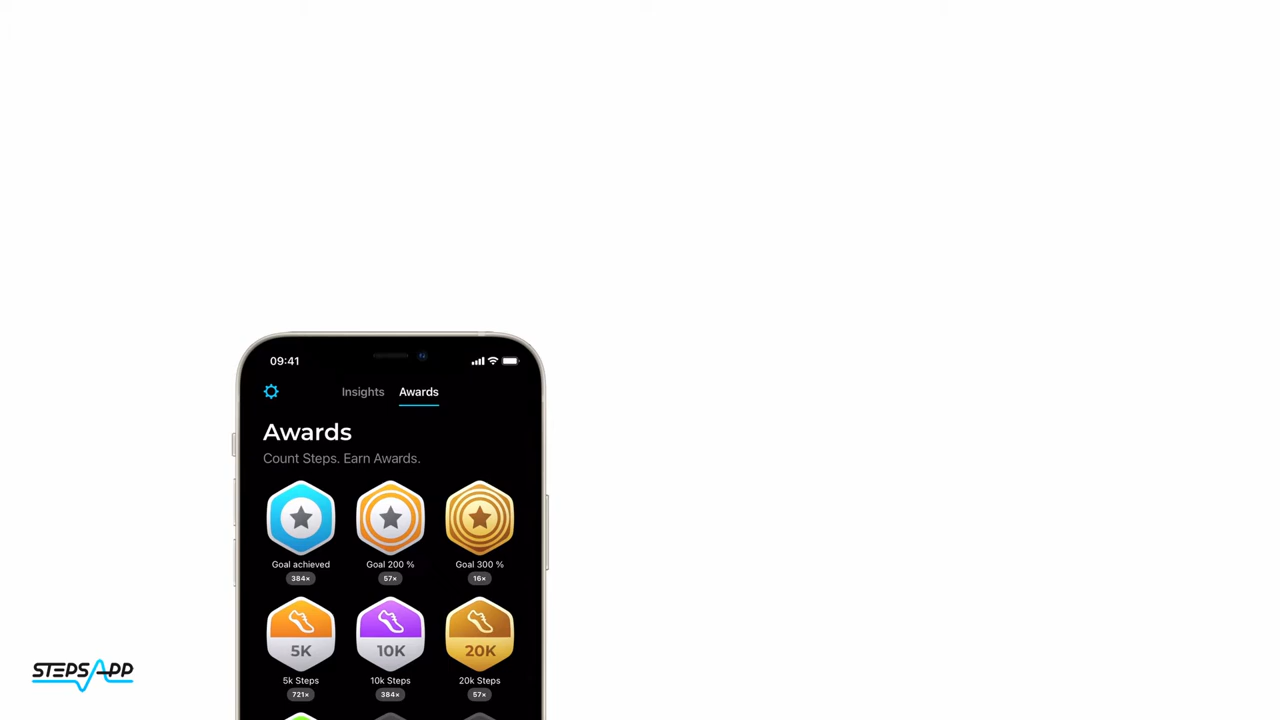 09:41
Insights Awards
Awards
Count Steps. Earn Awards.
Goal achieved Goal 200 % Goal 300 %
384× 57× 16×
5K 10K 20K
5k Steps 10k Steps 20k Steps
721× 384× 57×
STEPSAPP